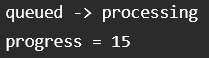 queued -> processing
progress = 15